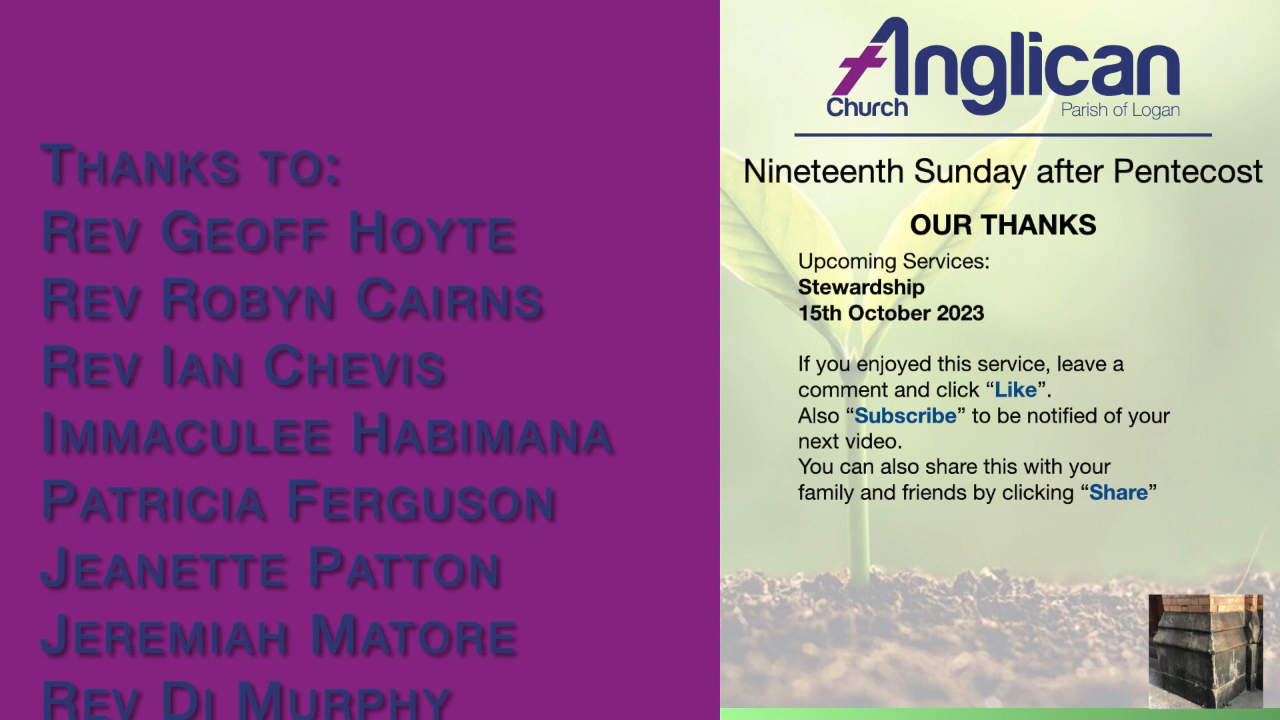 Thanks to:
Rev Geoff Hoyte
Rev Robyn Cairns
Rev Ian Chevis
Immaculee Habimana
Patricia Ferguson
Jeanette Patton
Jeremiah Matore
Rev Di Murphy
Anglican
Church
Parish of Logan
Nineteenth Sunday after Pentecost
OUR THANKS
Upcoming Services:
Stewardship
15th October 2023
If you enjoyed this service, leave a
comment and click “Like”.
Also “Subscribe” to be notified of your
next video.
You can also share this with your
family and friends by clicking “Share”